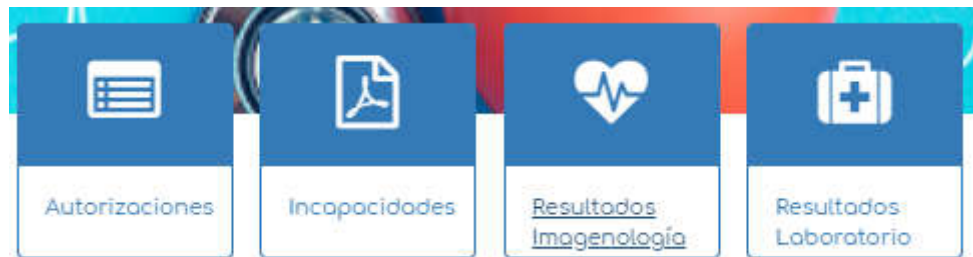 Autorizaciones
Incapacidades
Resultados
Imagenología
Resultados
Laboratorio